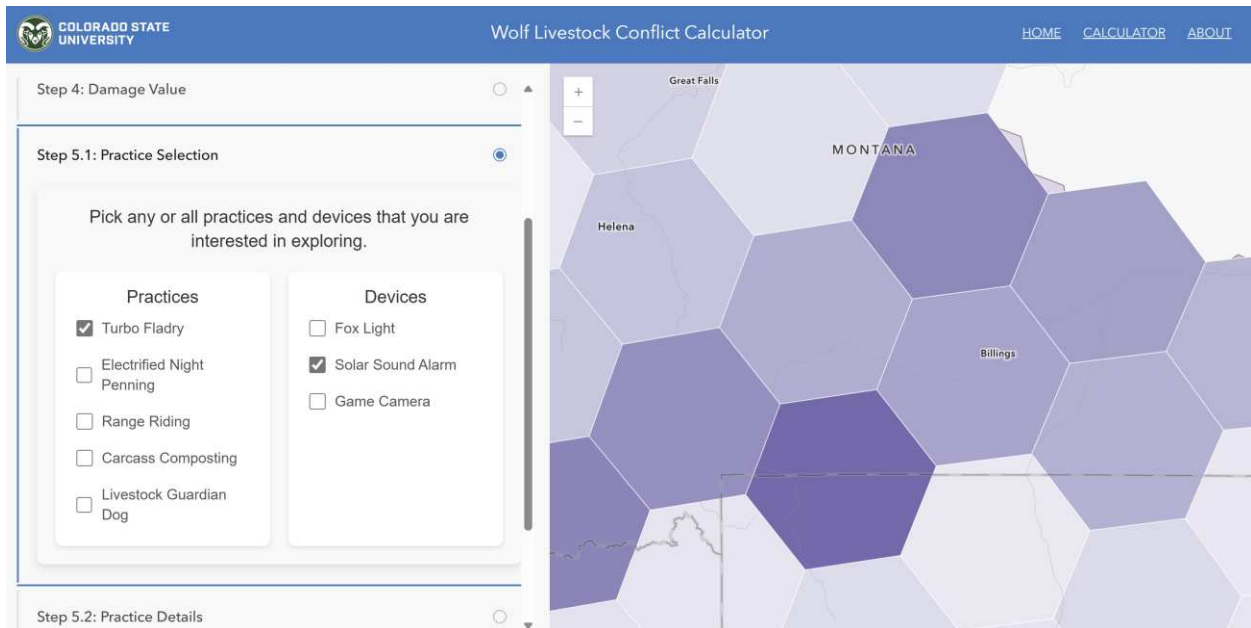 COLORADO STATE
UNIVERSITY
Wolf Livestock Conflict Calculator
HOME CALCULATOR ABOUT
Step 4: Damage Value
Step 5.1: Practice Selection
Pick any or all practices and devices that you are
interested in exploring.
Practices
Turbo Fladry
Electrified Night
Penning
Range Riding
Carcass Composting
Livestock Guardian
Dog
Devices
Fox Light
Solar Sound Alarm
Game Camera
Step 5.2: Practice Details
+
−
Great Falls
MONTANA
Helena
Billings